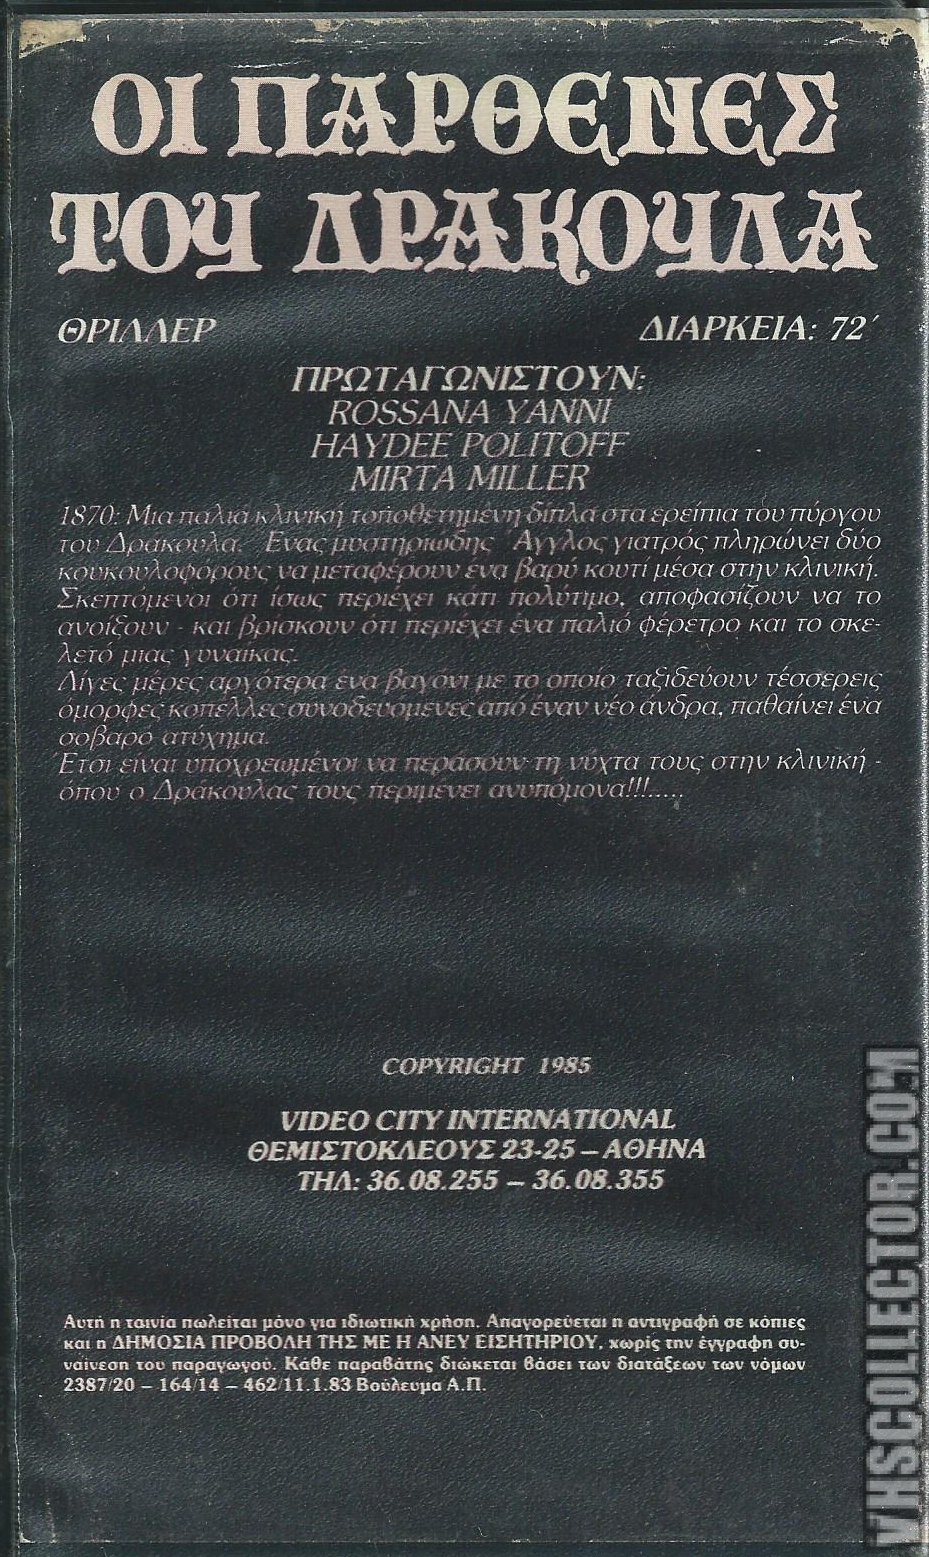 ΟΙ ΠΑΡΘΕΝΕΣ
ΤΟΥ ΔΡΑΚΟΥΛΑ
ΘΡΙΛΛΕΡ
ΔΙΑΡΚΕΙΑ: 72΄
ΠΡΩΤΑΓΩΝΙΣΤΟΥΝ:
ROSSANA YANNI
HAYDEE POLITOFF
MIRTA MILLER
1870: Μια παλιά κλινική τοποθετημένη δίπλα στα ερείπια του πύργου
του Δράκουλα. Ένας μυστηριώδης Άγγλος γιατρός πληρώνει δύο
κουκουλοφόρους να μεταφέρουν ένα βαρύ κουτί μέσα στην κλινική.
Σκεπτόμενοι ότι ίσως περιέχει κάτι πολύτιμο, αποφασίζουν να το
ανοίξουν - και βρίσκουν ότι περιέχει ένα παλιό φέρετρο και το σκε-
λετό μιας γυναίκας.
Λίγες μέρες αργότερα ένα βαγόνι με το οποίο ταξιδεύουν τέσσερεις
όμορφες κοπέλλες συνοδευόμενες από έναν νέο άνδρα, παθαίνει ένα
σοβαρό ατύχημα.
Έτσι είναι υποχρεωμένοι να περάσουν τη νύχτα τους στην κλινική -
όπου ο Δράκουλας τους περιμένει ανυπόμονα!!!.....
COPYRIGHT 1985
VIDEO CITY INTERNATIONAL
ΘΕΜΙΣΤΟΚΛΕΟΥΣ 23-25 – ΑΘΗΝΑ
ΤΗΛ: 36.08.255 – 36.08.355
Αυτή η ταινία πωλείται μόνο για ιδιωτική χρήση. Απαγορεύεται η αντιγραφή σε κόπιες
και η ΔΗΜΟΣΙΑ ΠΡΟΒΟΛΗ ΤΗΣ ΜΕ Η ΑΝΕΥ ΕΙΣΗΤΗΡΙΟΥ, χωρίς την έγγραφη συ-
ναίνεση του παραγωγού. Κάθε παραβάτης διώκεται βάσει των διατάξεων των νόμων
2387/20 – 164/14 – 462/11.1.83 Βούλευμα Α.Π.
VHSCOLLECTOR.COM